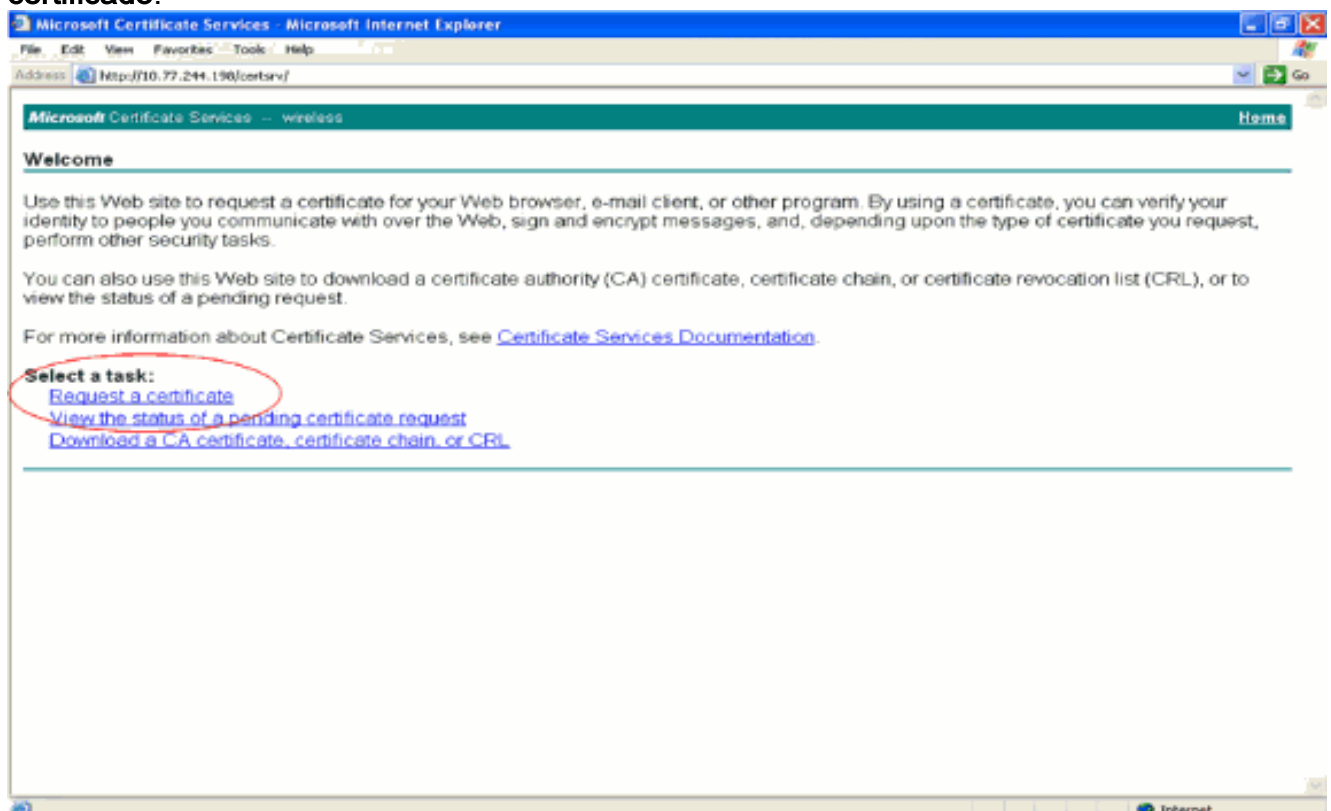 certificado.
Microsoft Certificate Services - Microsoft Internet Explorer
File Edit View Favorites Tools Help
Address http://10.77.244.198/certsrv/ Go
Microsoft Certificate Services -- wireless Home
Welcome
Use this Web site to request a certificate for your Web browser, e-mail client, or other program. By using a certificate, you can verify your
identity to people you communicate with over the Web, sign and encrypt messages, and, depending upon the type of certificate you request,
perform other security tasks.
You can also use this Web site to download a certificate authority (CA) certificate, certificate chain, or certificate revocation list (CRL), or to
view the status of a pending request.
For more information about Certificate Services, see Certificate Services Documentation.
Select a task:
Request a certificate
View the status of a pending certificate request
Download a CA certificate, certificate chain, or CRL
Internet